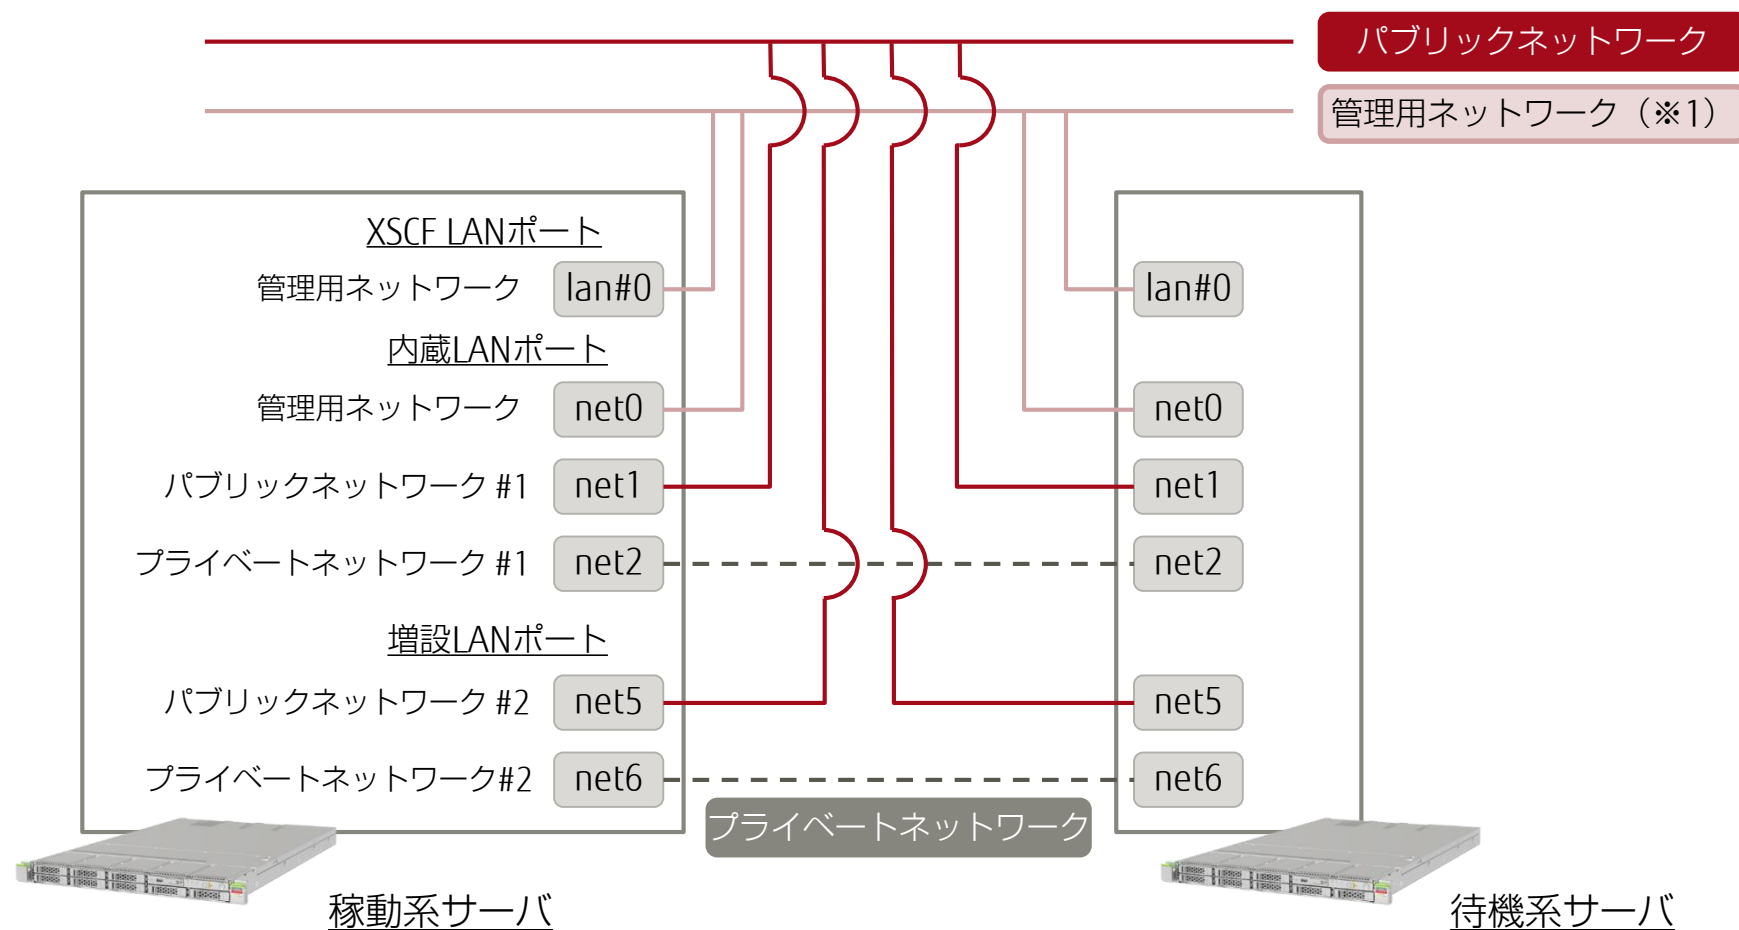 パブリックネットワーク
管理用ネットワーク（※1）
XSCF LANポート
管理用ネットワーク lan#0 lan#0
内蔵LANポート
管理用ネットワーク net0 net0
パブリックネットワーク #1 net1 net1
プライベートネットワーク #1 net2 net2
増設LANポート
パブリックネットワーク #2 net5 net5
プライベートネットワーク#2 net6 net6
プライベートネットワーク
稼動系サーバ 待機系サーバ